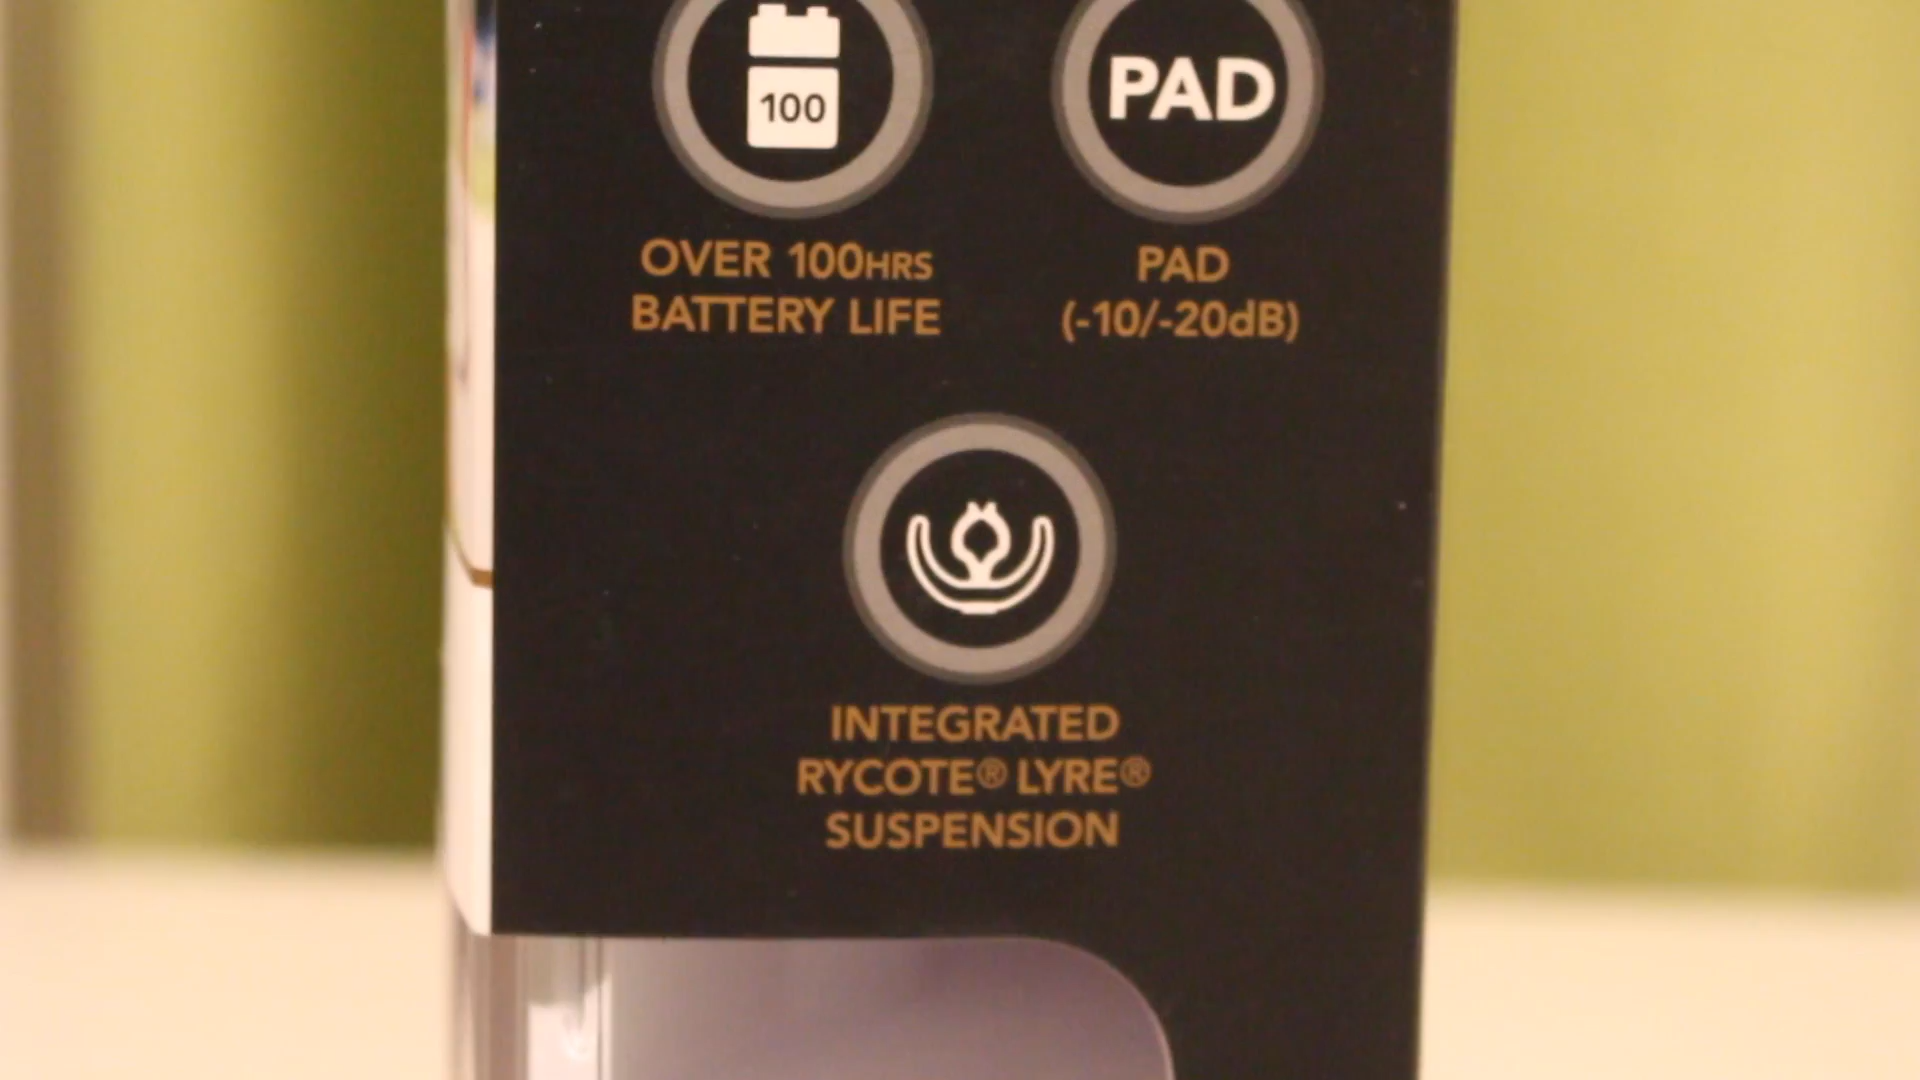 100
PAD
OVER 100HRS
BATTERY LIFE
PAD
(-10/-20dB)
INTEGRATED
RYCOTE® LYRE®
SUSPENSION